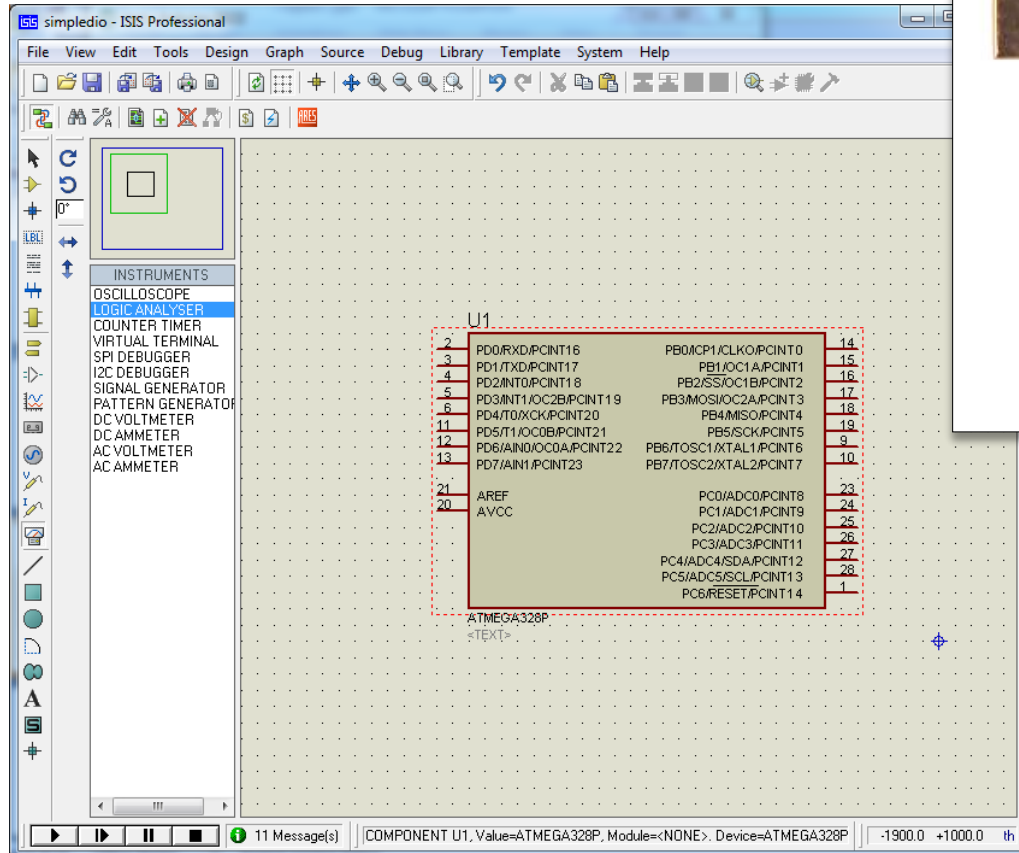 ISIS simpledio - ISIS Professional
File View Edit Tools Design Graph Source Debug Library Template System Help
$
ARES
0°
LBL
INSTRUMENTS
OSCILLOSCOPE
LOGIC ANALYSER
COUNTER TIMER
VIRTUAL TERMINAL
SPI DEBUGGER
I2C DEBUGGER
SIGNAL GENERATOR
PATTERN GENERATOR
DC VOLTMETER
DC AMMETER
AC VOLTMETER
AC AMMETER
V
I
A
S
U1
2 PD0/RXD/PCINT16 PB0/ICP1/CLKO/PCINT0 14
3 PD1/TXD/PCINT17 PB1/OC1A/PCINT1 15
4 PD2/INT0/PCINT18 PB2/SS/OC1B/PCINT2 16
5 PD3/INT1/OC2B/PCINT19 PB3/MOSI/OC2A/PCINT3 17
6 PD4/T0/XCK/PCINT20 PB4/MISO/PCINT4 18
11 PD5/T1/OC0B/PCINT21 PB5/SCK/PCINT5 19
12 PD6/AIN0/OC0A/PCINT22 PB6/TOSC1/XTAL1/PCINT6 9
13 PD7/AIN1/PCINT23 PB7/TOSC2/XTAL2/PCINT7 10
21 AREF PC0/ADC0/PCINT8 23
20 AVCC PC1/ADC1/PCINT9 24
PC2/ADC2/PCINT10 25
PC3/ADC3/PCINT11 26
PC4/ADC4/SDA/PCINT12 27
PC5/ADC5/SCL/PCINT13 28
PC6/RESET/PCINT14 1
ATMEGA328P
<TEXT>
11 Message(s) COMPONENT U1, Value=ATMEGA328P, Module=<NONE>. Device=ATMEGA328P -1900.0 +1000.0 th